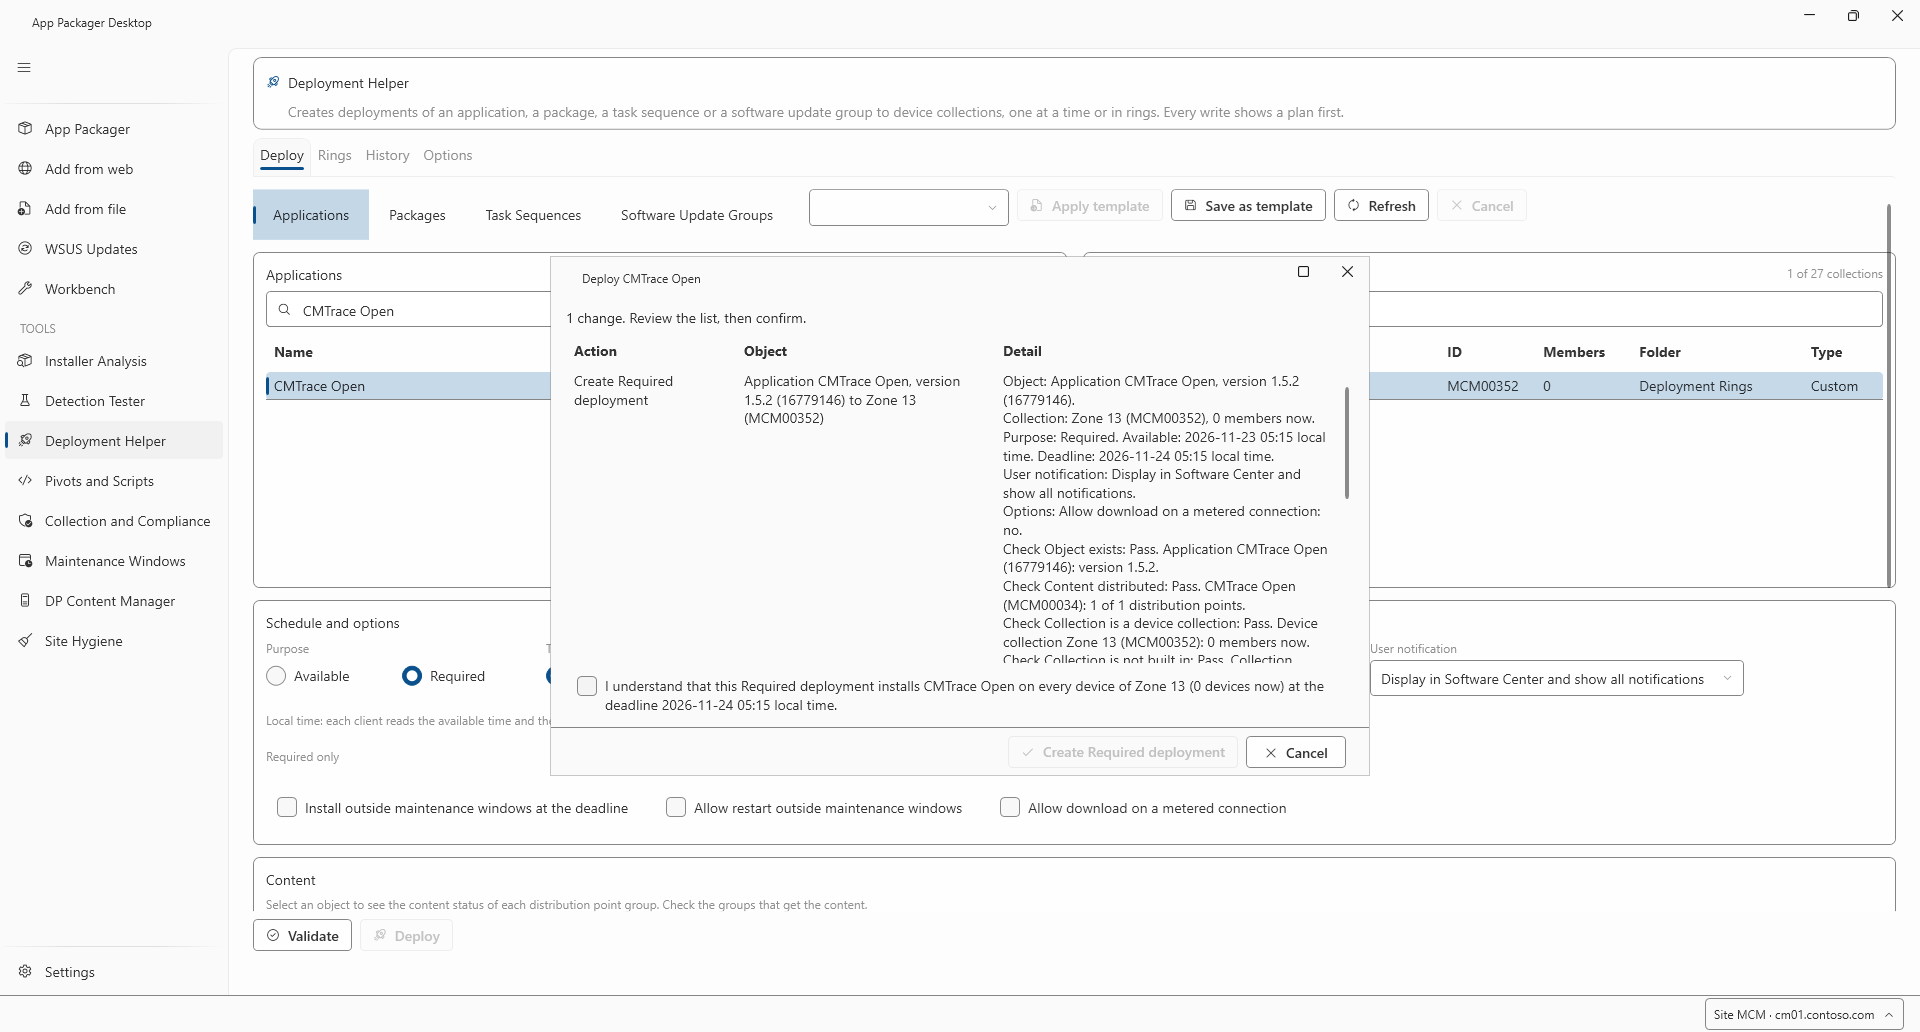 App Packager Desktop
App Packager
Add from web
Add from file
WSUS Updates
Workbench
TOOLS
Installer Analysis
Detection Tester
Deployment Helper
Pivots and Scripts
Collection and Compliance
Maintenance Windows
DP Content Manager
Site Hygiene
Settings
Deployment Helper
Creates deployments of an application, a package, a task sequence or a software update group to device collections, one at a time or in rings. Every write shows a plan first.
Deploy Rings History Options
Applications Packages Task Sequences Software Update Groups Apply template Save as template Refresh Cancel
Applications
1 of 27 collections
CMTrace Open
Name
ID Members Folder Type
CMTrace Open
MCM00352 0 Deployment Rings Custom
Deploy CMTrace Open
1 change. Review the list, then confirm.
Action Object Detail
Create Required
deployment
Application CMTrace Open, version
1.5.2 (16779146) to Zone 13
(MCM00352)
Object: Application CMTrace Open, version 1.5.2
(16779146).
Collection: Zone 13 (MCM00352), 0 members now.
Purpose: Required. Available: 2026-11-23 05:15 local
time. Deadline: 2026-11-24 05:15 local time.
User notification: Display in Software Center and
show all notifications.
Options: Allow download on a metered connection:
no.
Check Object exists: Pass. Application CMTrace Open
(16779146): version 1.5.2.
Check Content distributed: Pass. CMTrace Open
(MCM00034): 1 of 1 distribution points.
Check Collection is a device collection: Pass. Device
collection Zone 13 (MCM00352): 0 members now.
Check Collection is not built in: Pass. Collection
I understand that this Required deployment installs CMTrace Open on every device of Zone 13 (0 devices now) at the
deadline 2026-11-24 05:15 local time.
Create Required deployment Cancel
Schedule and options
Purpose
User notification
Available Required
Display in Software Center and show all notifications
Local time: each client reads the available time and the
Required only
Install outside maintenance windows at the deadline Allow restart outside maintenance windows Allow download on a metered connection
Content
Select an object to see the content status of each distribution point group. Check the groups that get the content.
Validate Deploy
Site MCM · cm01.contoso.com